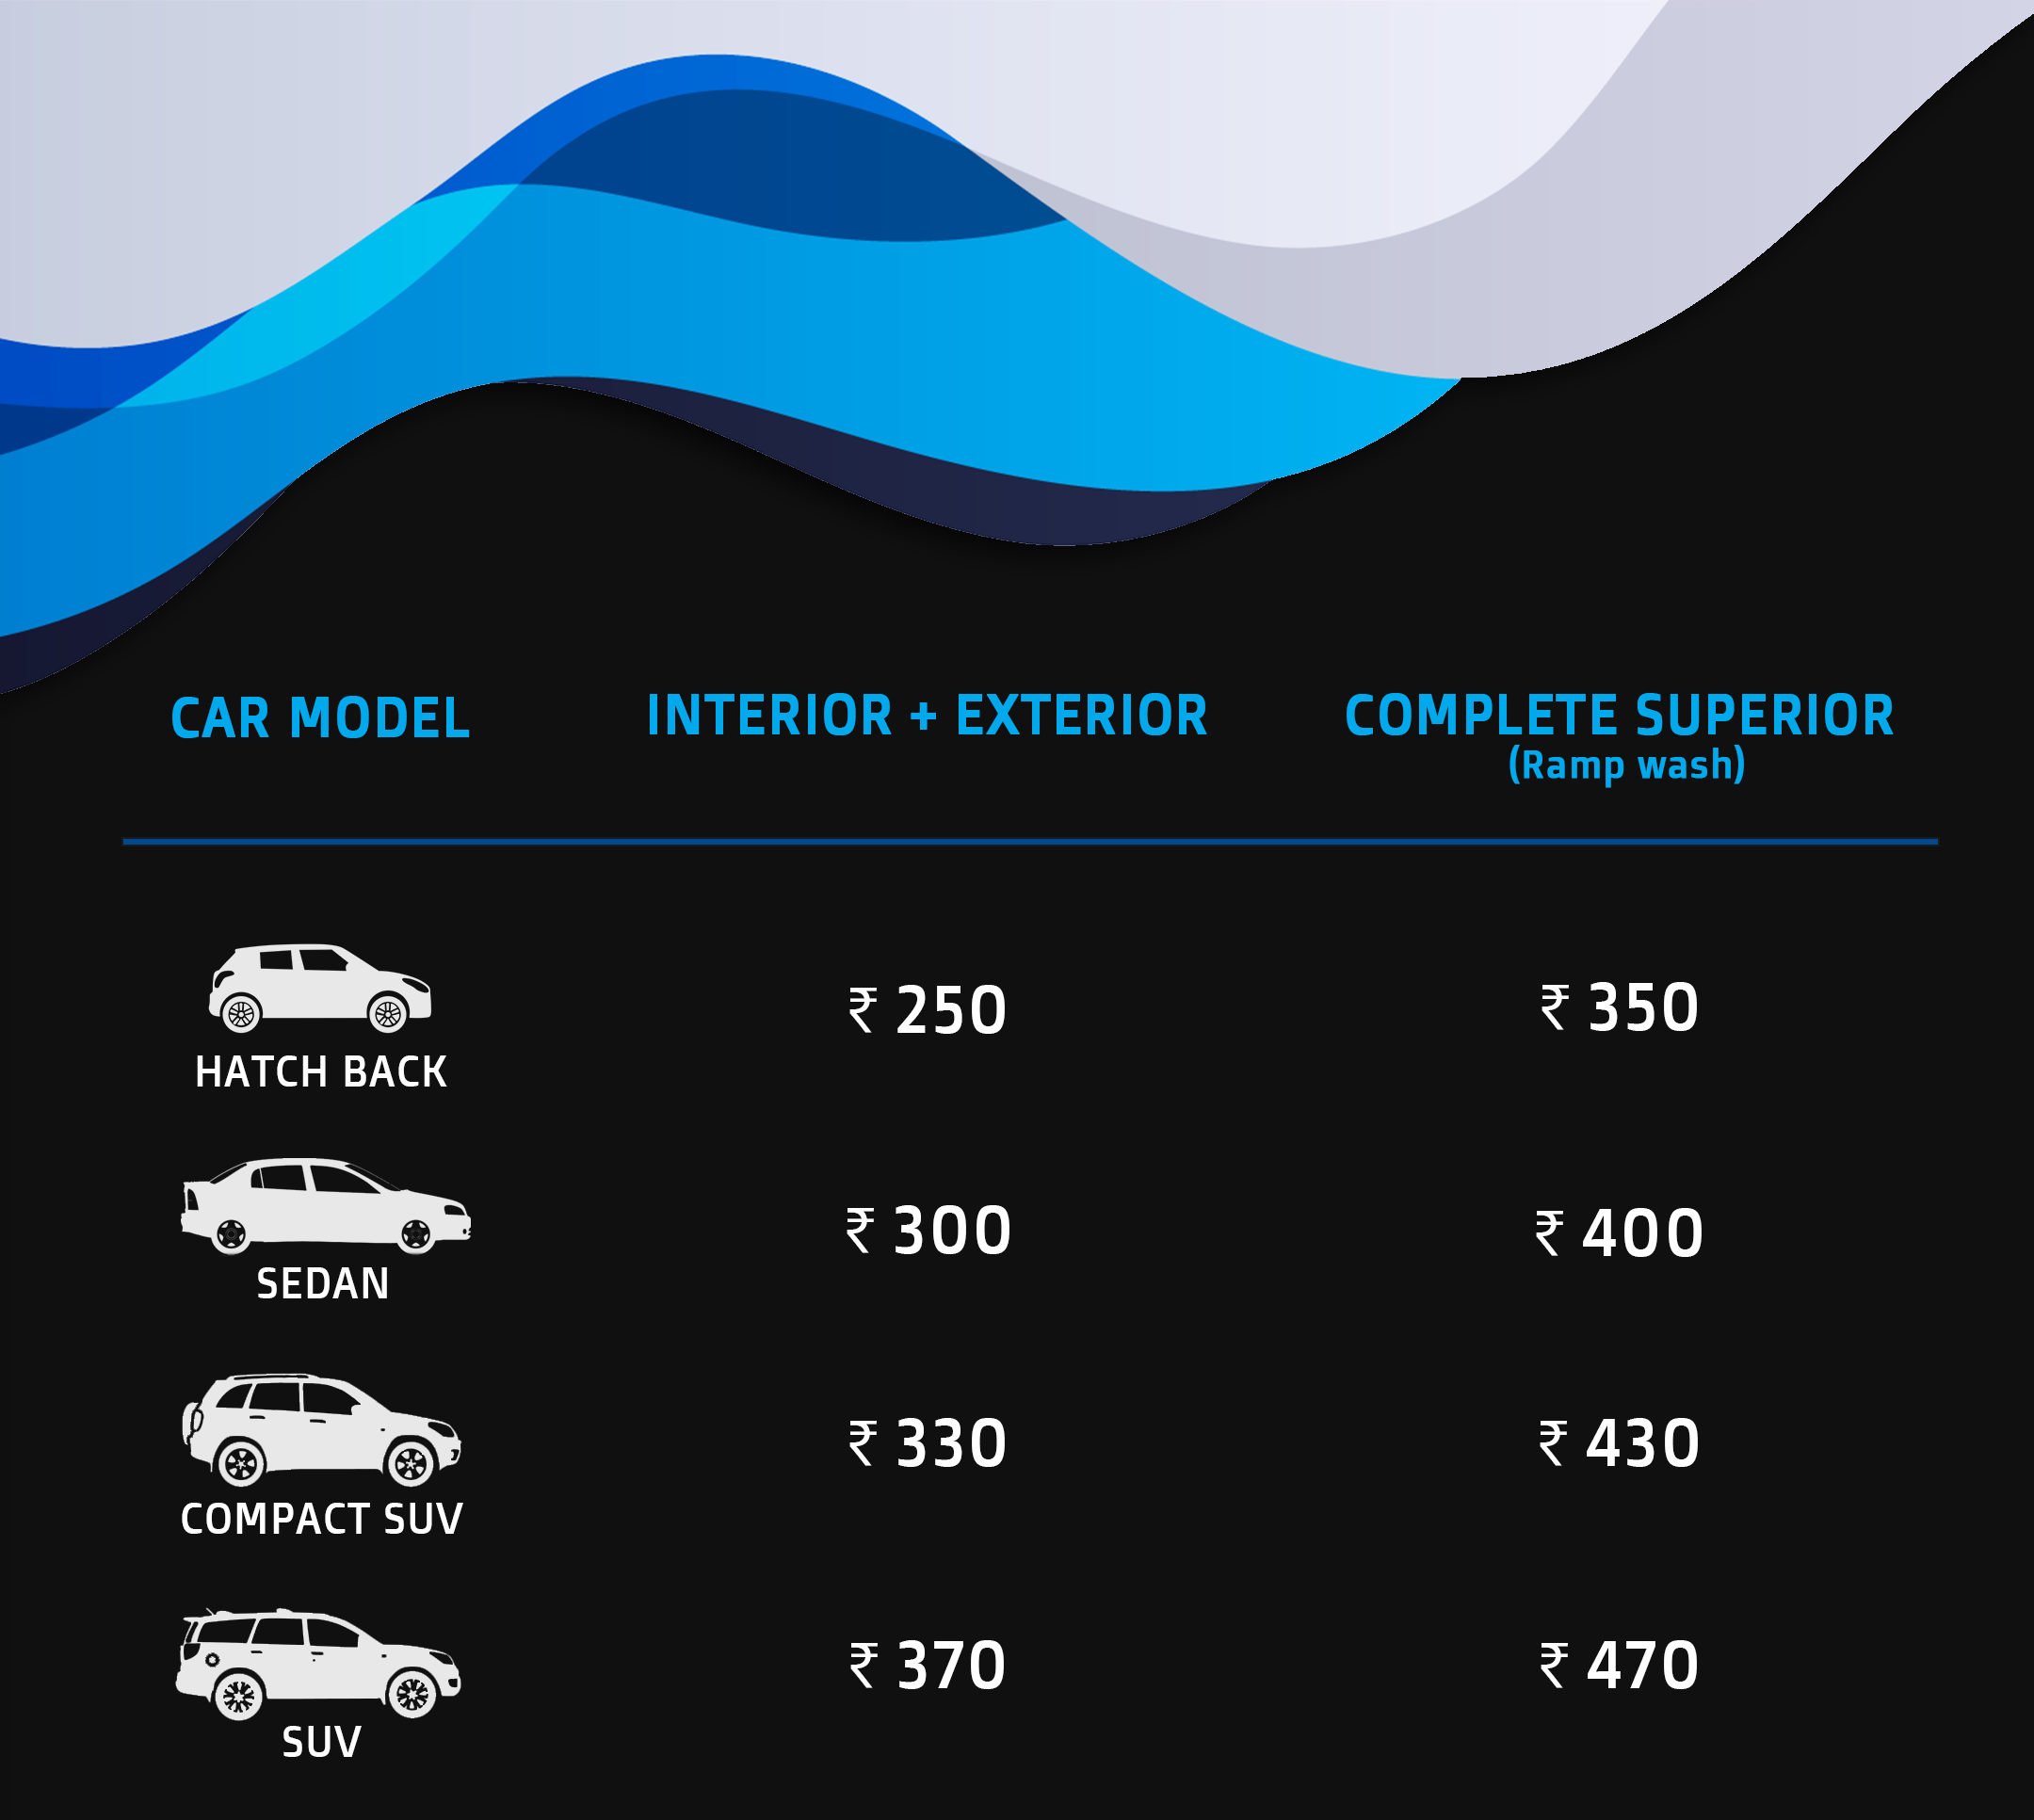 CAR MODEL
INTERIOR + EXTERIOR
COMPLETE SUPERIOR
(Ramp wash)
HATCH BACK
₹ 250
₹ 350
SEDAN
₹ 300
₹ 400
COMPACT SUV
₹ 330
₹ 430
SUV
₹ 370
₹ 470